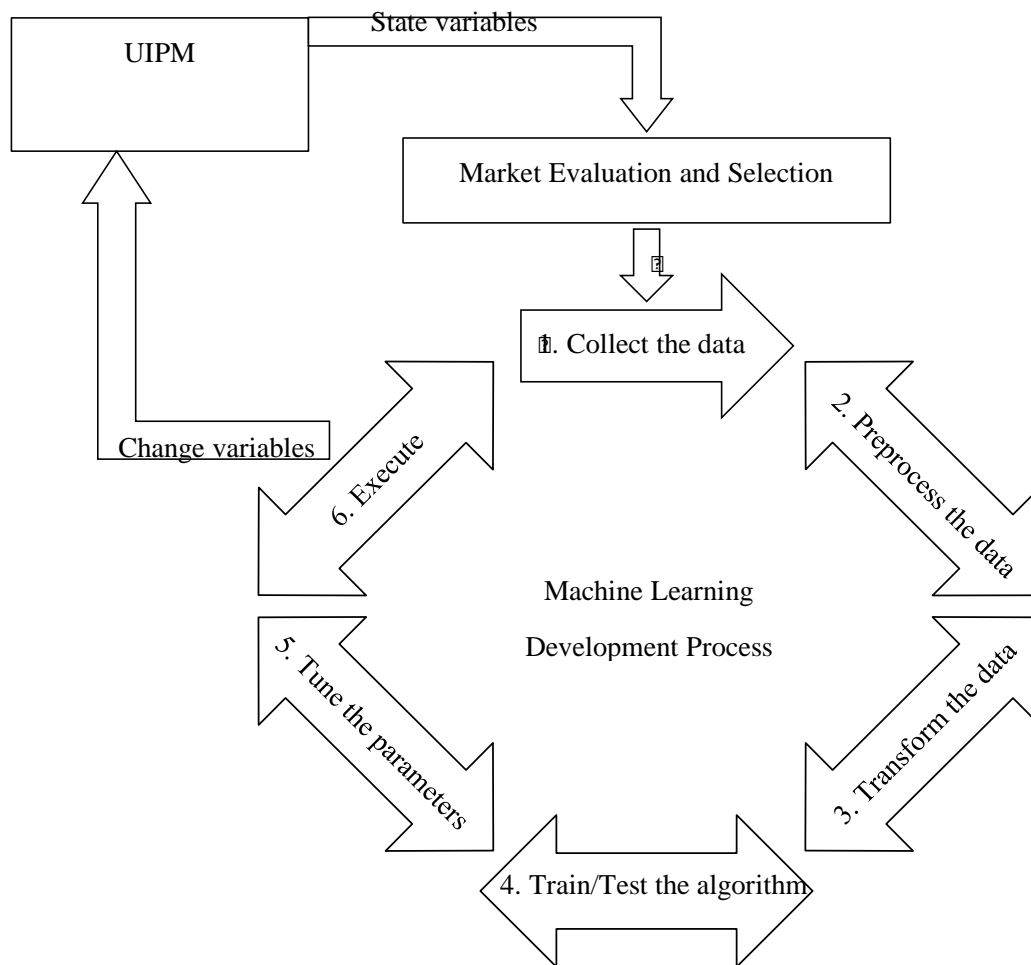 State variables
UIPM
Market Evaluation and Selection
1. Collect the data
2. Preprocess the data
Change variables
6. Execute
Machine Learning
Development Process
5. Tune the parameters
3. Transform the data
4. Train/Test the algorithm